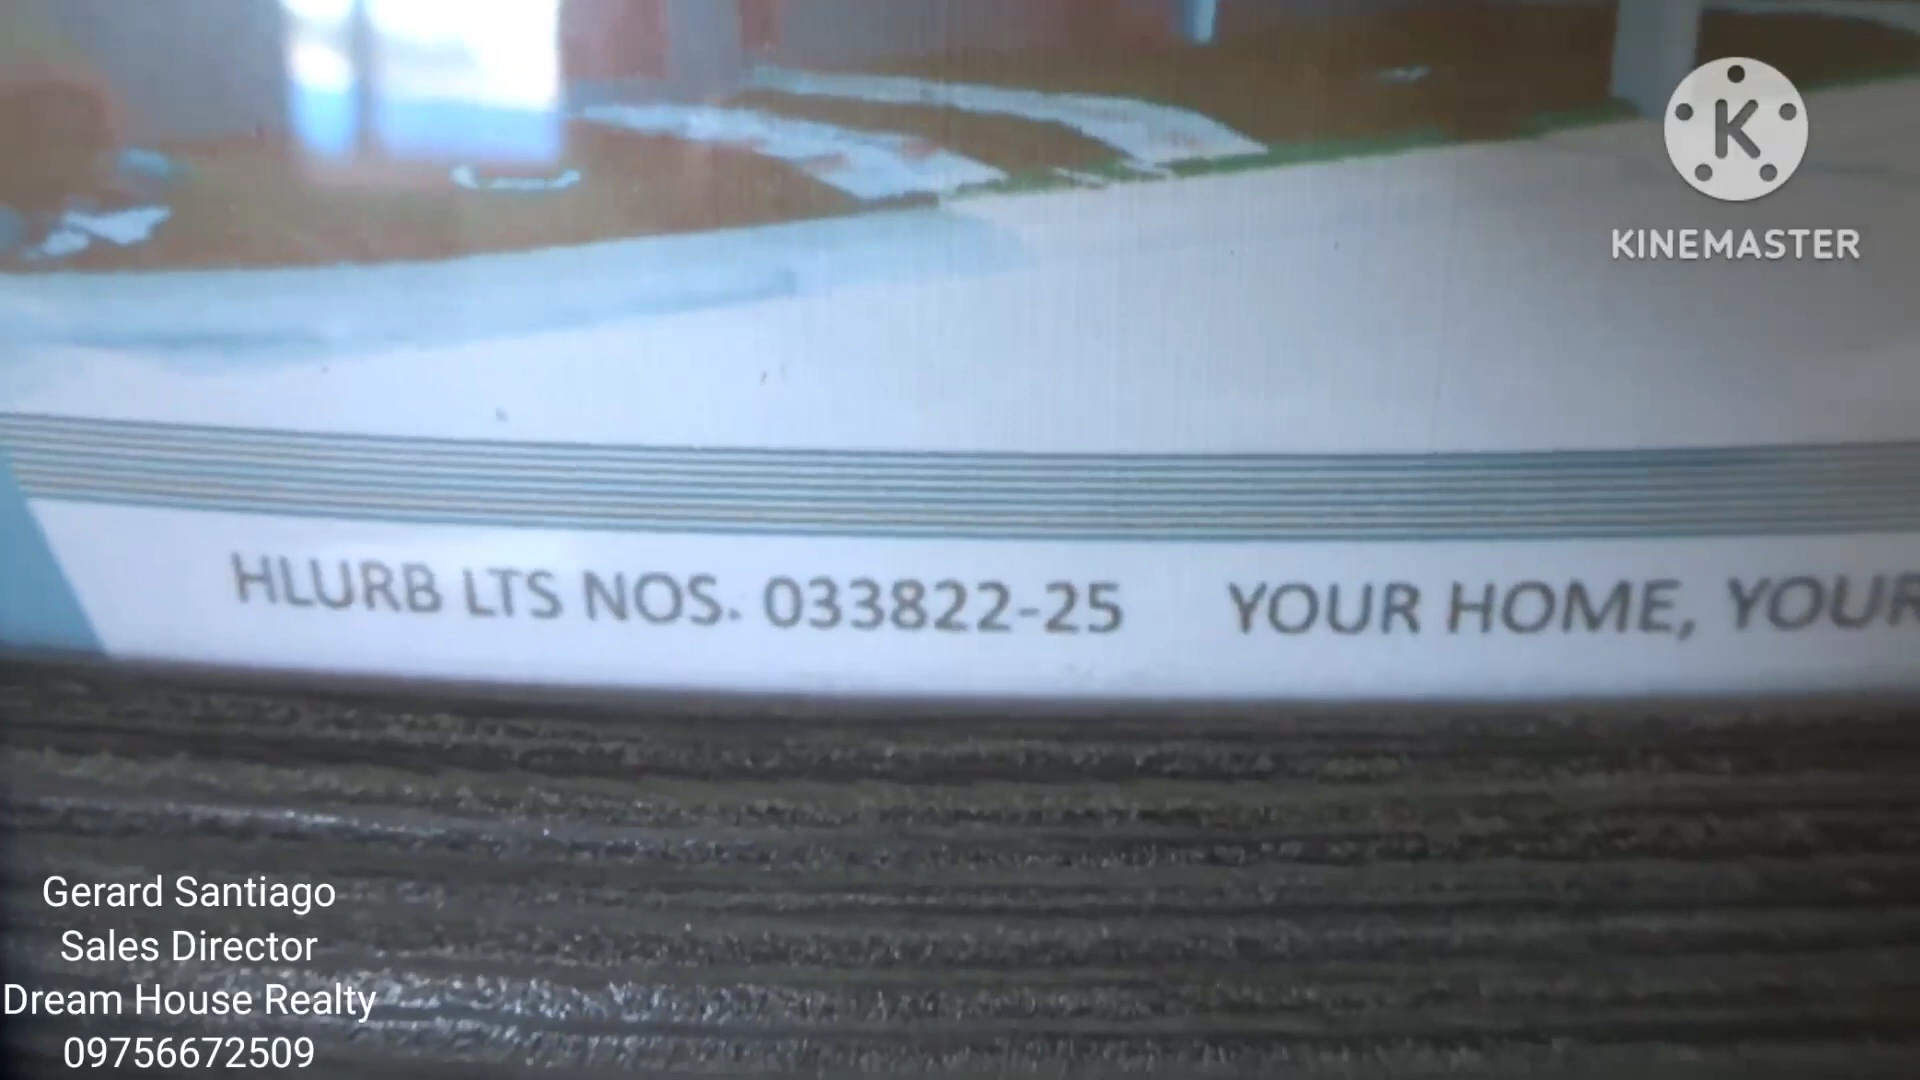 K
KINEMASTER
HLURB LTS NOS. 033822-25 YOUR HOME, YOUR
Gerard Santiago
Sales Director
Dream House Realty
09756672509